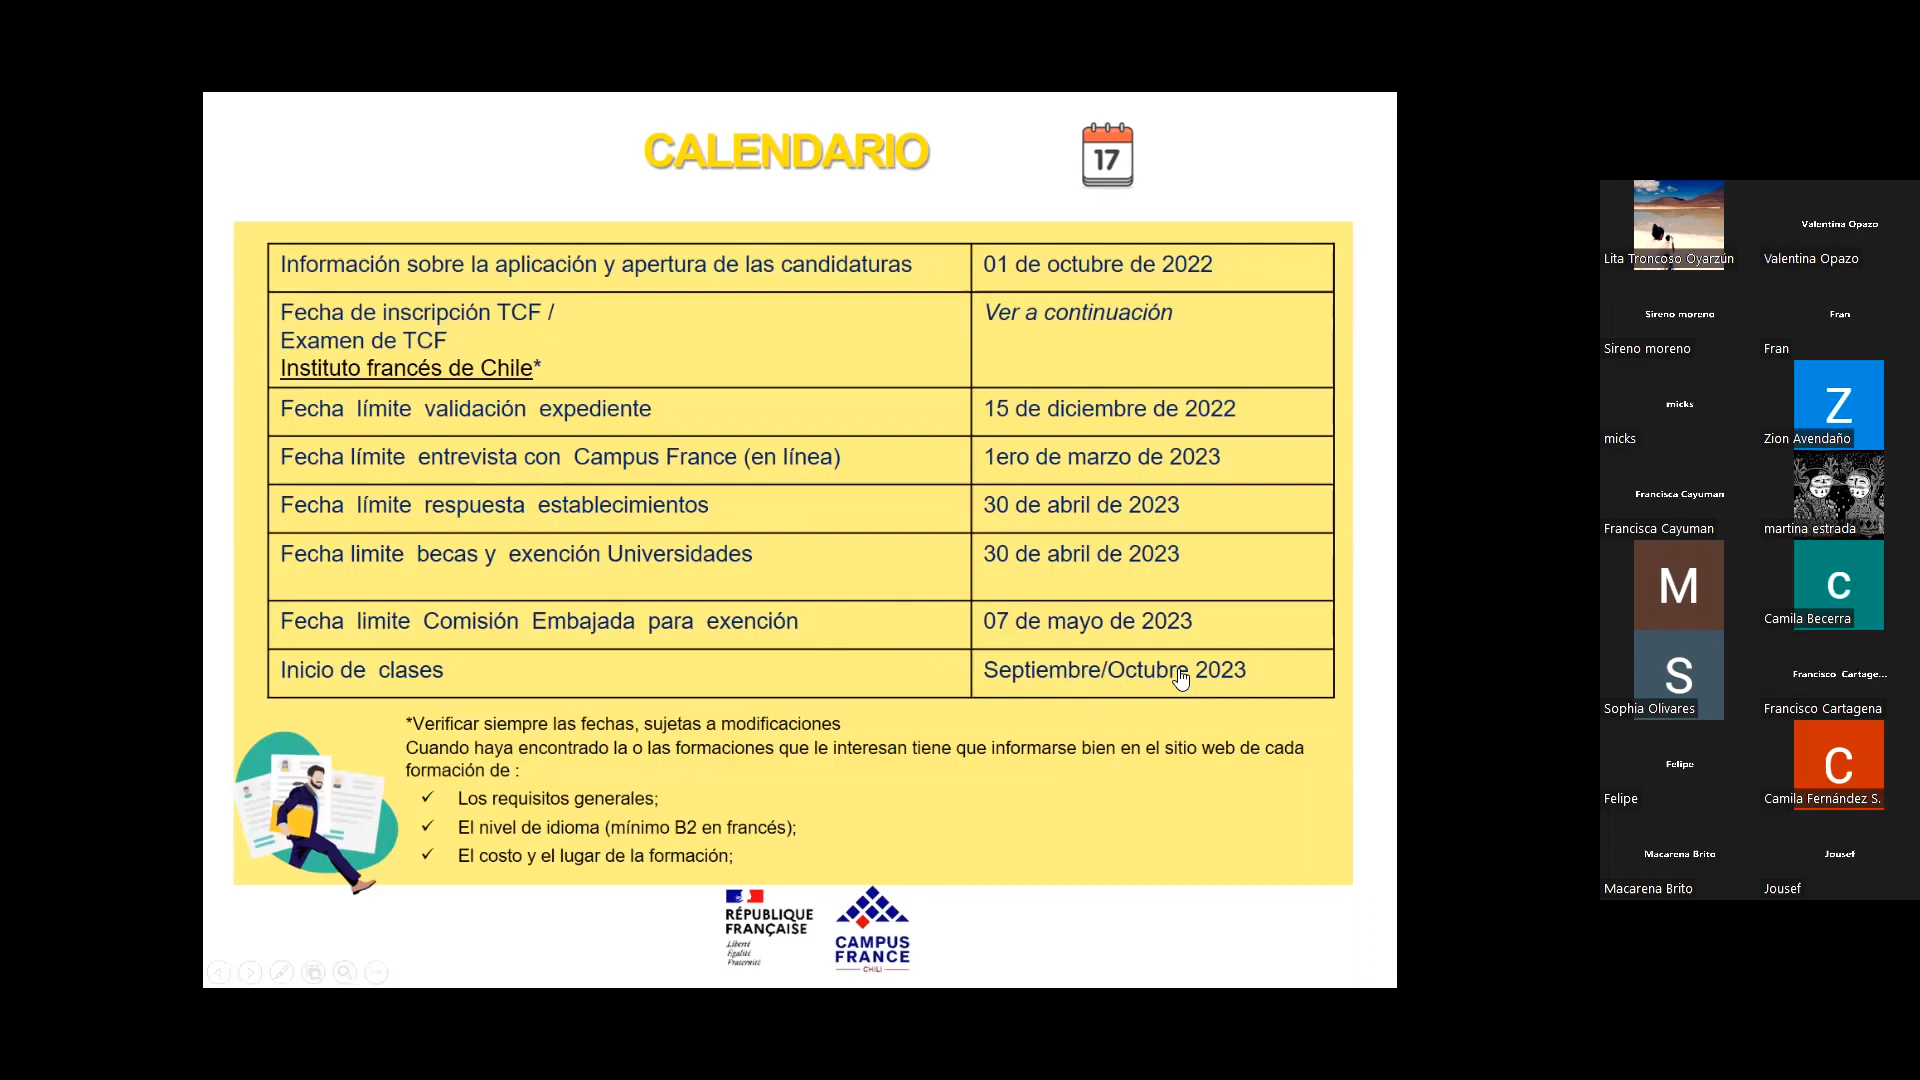 CALENDARIO
17
Información sobre la aplicación y apertura de las candidaturas
01 de octubre de 2022
Fecha de inscripción TCF /
Examen de TCF
Instituto francés de Chile*
Ver a continuación
Fecha límite validación expediente
15 de diciembre de 2022
Fecha límite entrevista con Campus France (en línea)
1ero de marzo de 2023
Fecha límite respuesta establecimientos
30 de abril de 2023
Fecha limite becas y exención Universidades
30 de abril de 2023
Fecha limite Comisión Embajada para exención
07 de mayo de 2023
Inicio de clases
Septiembre/Octubre 2023
*Verificar siempre las fechas, sujetas a modificaciones
Cuando haya encontrado la o las formaciones que le interesan tiene que informarse bien en el sitio web de cada
formación de :
✓ Los requisitos generales;
✓ El nivel de idioma (mínimo B2 en francés);
✓ El costo y el lugar de la formación;
RÉPUBLIQUE
FRANÇAISE
Liberté
Égalité
Fraternité
CAMPUS
FRANCE
CHILI
Lita Troncoso Oyarzún
Valentina Opazo
Valentina Opazo
Sireno moreno
Sireno moreno
Fran
Fran
micks
micks
Z
Zion Avendaño
Francisca Cayuman
Francisca Cayuman
martina estrada
M
c
Camila Becerra
S
Sophia Olivares
Francisco Cartage...
Francisco Cartagena
Felipe
Felipe
C
Camila Fernández S.
Macarena Brito
Macarena Brito
Jousef
Jousef